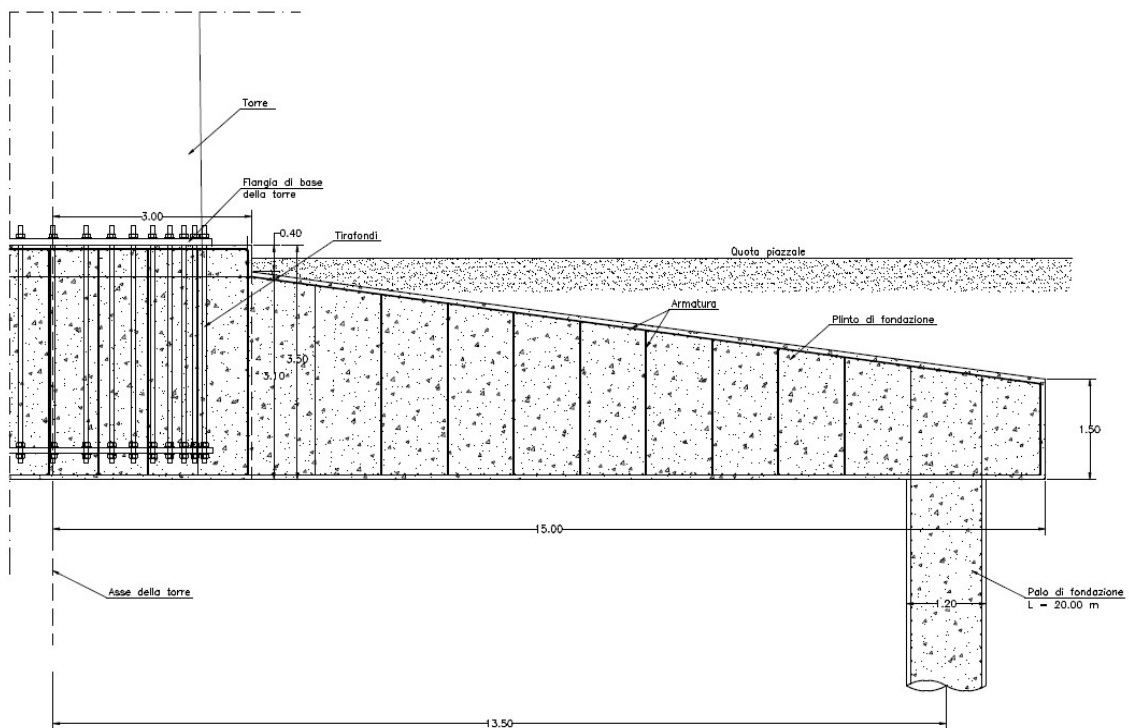 Torre
Flangia di base
della torre
3.00
0.40
Tirafondi
Quota piazzale
Armatura
Plinto di fondazione
3.50
3.10
1.50
15.00
Asse della torre
1.20
Palo di fondazione
L = 20.00 m
13.50